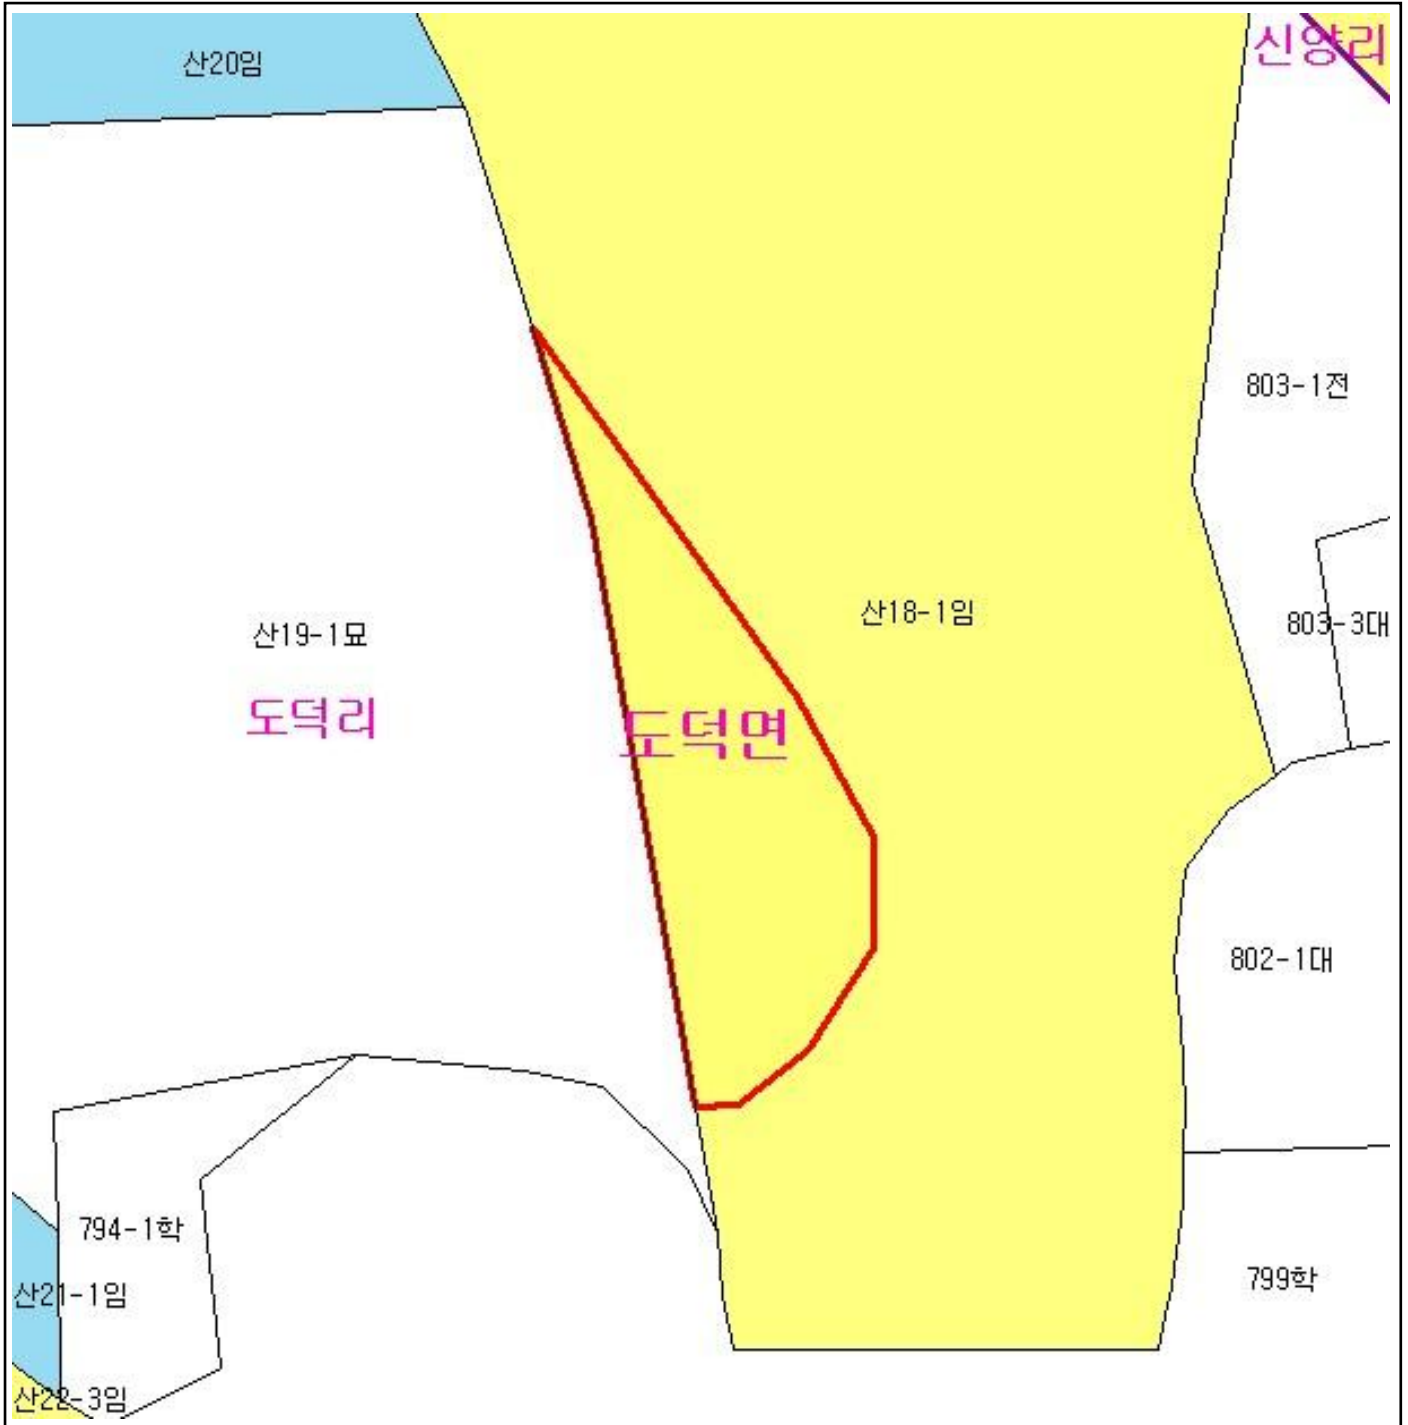 신양리
산20임
803-1전
산18-1임
803-3대
산19-1묘
도덕리
도덕면
802-1대
794-1학
799학
산21-1임
산22-3임